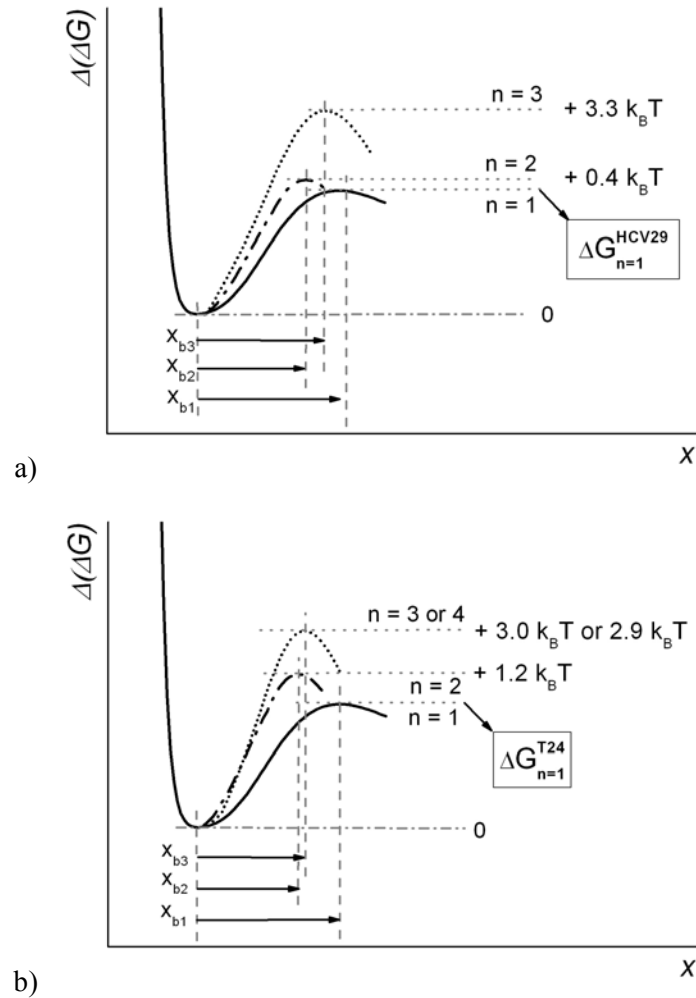 Δ(ΔG)
n = 3
+ 3.3 k_BT
n = 2
+ 0.4 k_BT
n = 1
ΔG^HCV29_n=1
0
x_b3
x_b2
x_b1
x
a)
Δ(ΔG)
n = 3 or 4
+ 3.0 k_BT or 2.9 k_BT
+ 1.2 k_BT
n = 2
n = 1
ΔG^T24_n=1
0
x_b3
x_b2
x_b1
x
b)